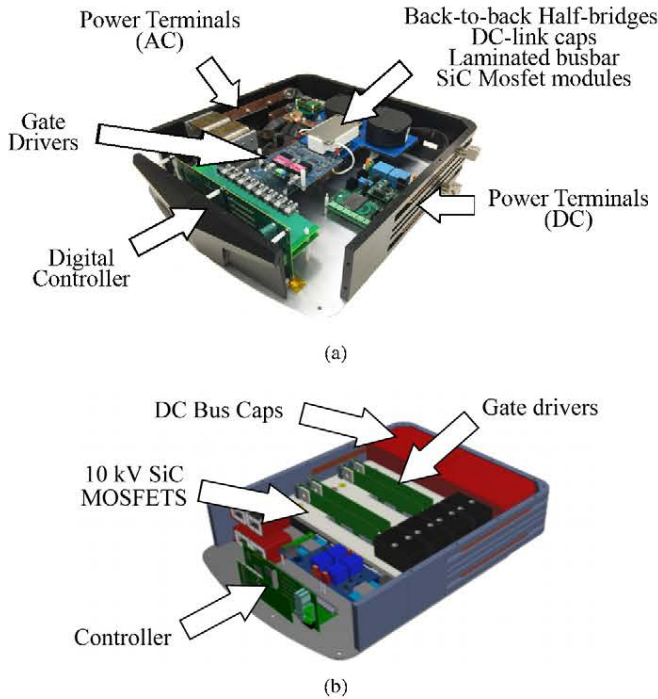 Power Terminals
(AC)
Back-to-back Half-bridges
DC-link caps
Laminated busbar
SiC Mosfet modules
Gate
Drivers
Power Terminals
(DC)
Digital
Controller
(a)
DC Bus Caps
Gate drivers
10 kV SiC
MOSFETS
Controller
(b)